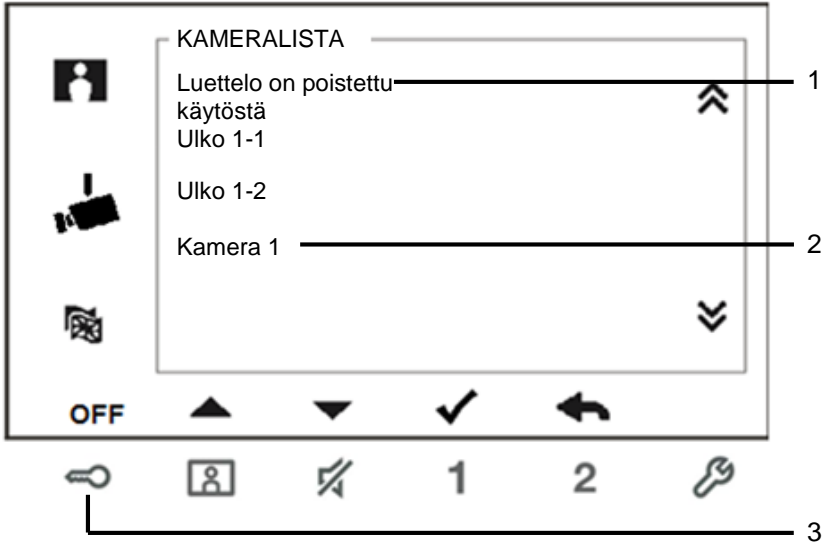 KAMERALISTA
Luettelo on poistettu
käytöstä
Ulko 1-1
Ulko 1-2
Kamera 1
OFF
1
2
1
2
3